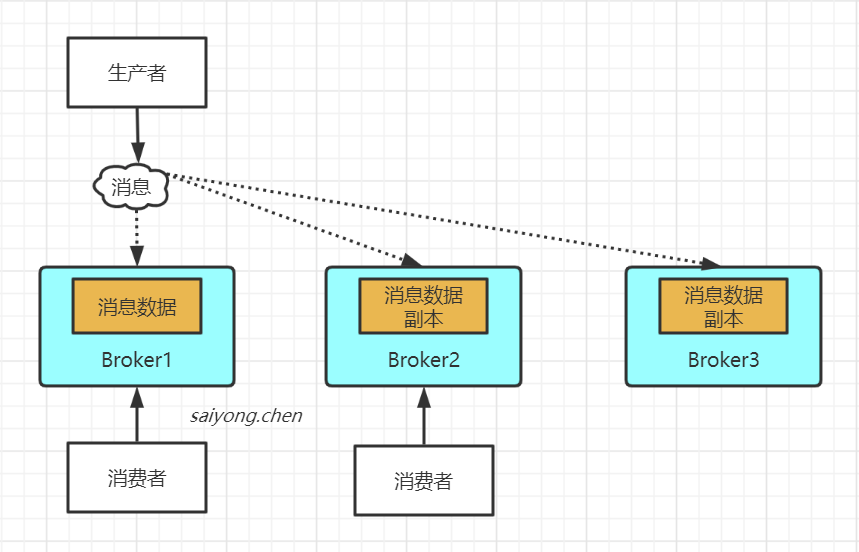 生产者
消息
消息数据
Broker1
消息数据
副本
Broker2
消息数据
副本
Broker3
saiyong.chen
消费者
消费者